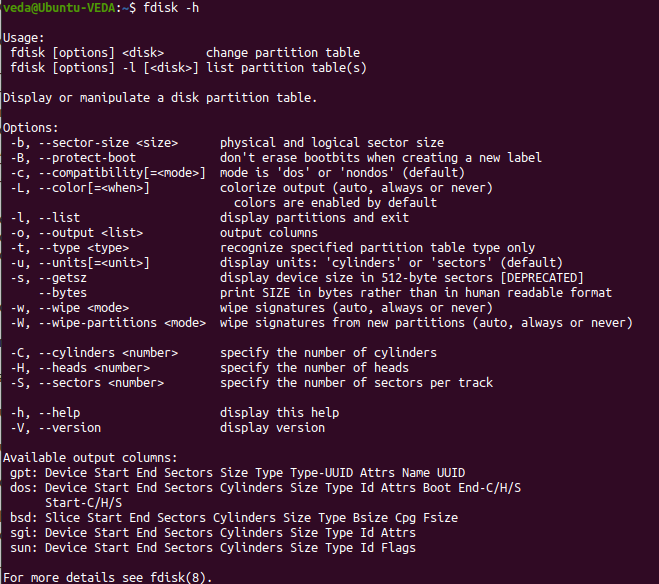 veda@Ubuntu-VEDA:~$ fdisk -h
Usage:
fdisk [options] <disk>      change partition table
fdisk [options] -l [<disk>] list partition table(s)
Display or manipulate a disk partition table.
Options:
-b, --sector-size <size>      physical and logical sector size
-B, --protect-boot            don't erase bootbits when creating a new label
-c, --compatibility[=<mode>]  mode is 'dos' or 'nondos' (default)
-L, --color[=<when>]          colorize output (auto, always or never)
colors are enabled by default
-l, --list                    display partitions and exit
-o, --output <list>           output columns
-t, --type <type>             recognize specified partition table type only
-u, --units[=<unit>]          display units: 'cylinders' or 'sectors' (default)
-s, --getsz                   display device size in 512-byte sectors [DEPRECATED]
--bytes                   print SIZE in bytes rather than in human readable format
-w, --wipe <mode>             wipe signatures (auto, always or never)
-W, --wipe-partitions <mode>  wipe signatures from new partitions (auto, always or never)
-C, --cylinders <number>      specify the number of cylinders
-H, --heads <number>          specify the number of heads
-S, --sectors <number>        specify the number of sectors per track
-h, --help                    display this help
-V, --version                 display version
Available output columns:
gpt: Device Start End Sectors Size Type Type-UUID Attrs Name UUID
dos: Device Start End Sectors Cylinders Size Type Id Attrs Boot End-C/H/S
Start-C/H/S
bsd: Slice Start End Sectors Cylinders Size Type Bsize Cpg Fsize
sgi: Device Start End Sectors Cylinders Size Type Id Attrs
sun: Device Start End Sectors Cylinders Size Type Id Flags
For more details see fdisk(8).